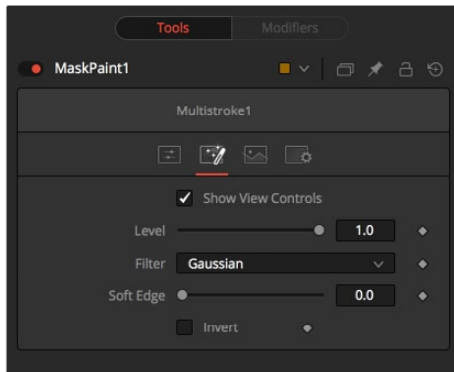 Tools Modifiers
MaskPaint1
Multistroke1
Show View Controls
Level 1.0
Filter Gaussian
Soft Edge 0.0
Invert